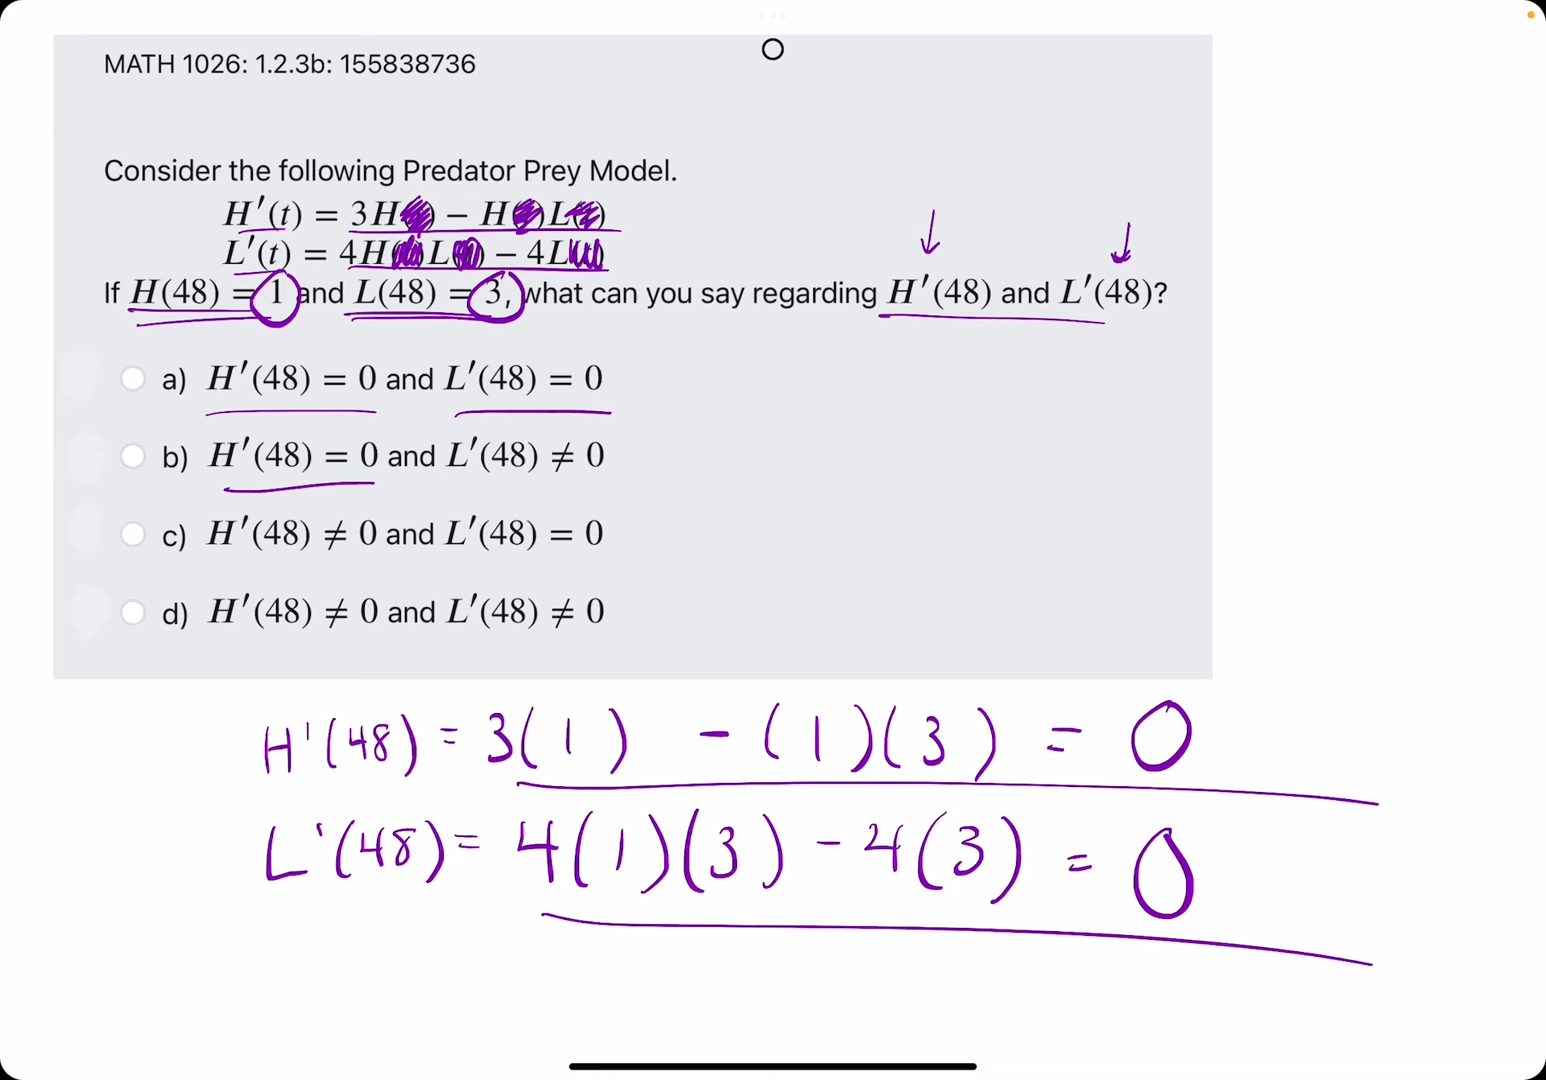 MATH 1026: 1.2.3b: 155838736
Consider the following Predator Prey Model.
H′(t) = 3H( ) − H( )L( )
L′(t) = 4H( )L( ) − 4L( )
If H(48) = 1 and L(48) = 3, what can you say regarding H′(48) and L′(48)?
a) H′(48) = 0 and L′(48) = 0
b) H′(48) = 0 and L′(48) ≠ 0
c) H′(48) ≠ 0 and L′(48) = 0
d) H′(48) ≠ 0 and L′(48) ≠ 0
H'(48) = 3(1) - (1)(3) = 0
L'(48) = 4(1)(3) - 4(3) = 0